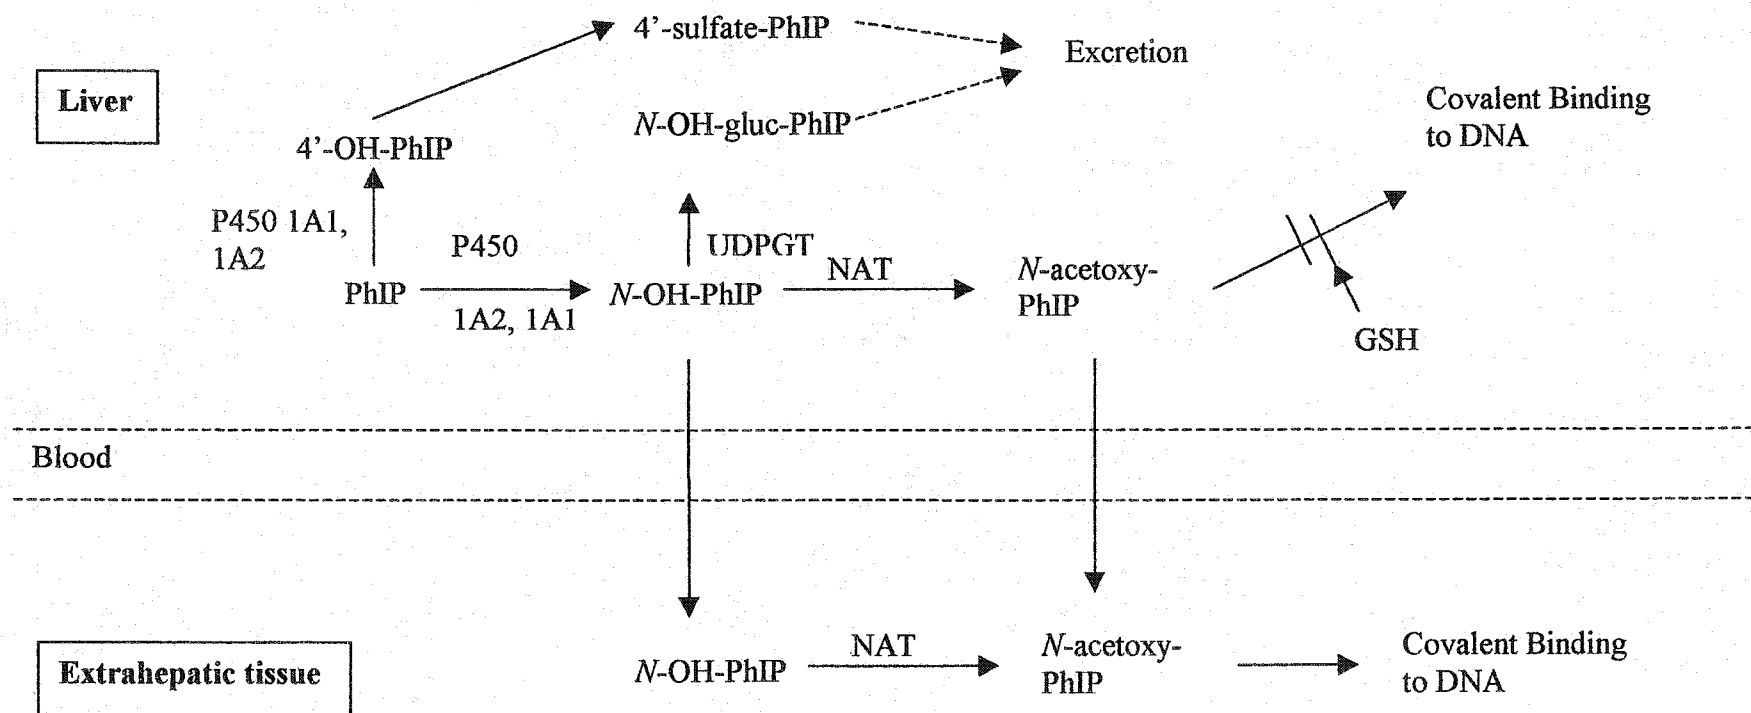 4’-sulfate-PhIP
Excretion
Liver
Covalent Binding
to DNA
N-OH-gluc-PhIP
4’-OH-PhIP
P450 1A1,
1A2
P450
UDPGT
NAT
PhIP
N-OH-PhIP
N-acetoxy-
PhIP
1A2, 1A1
GSH
Blood
NAT
N-OH-PhIP
N-acetoxy-
PhIP
Covalent Binding
to DNA
Extrahepatic tissue